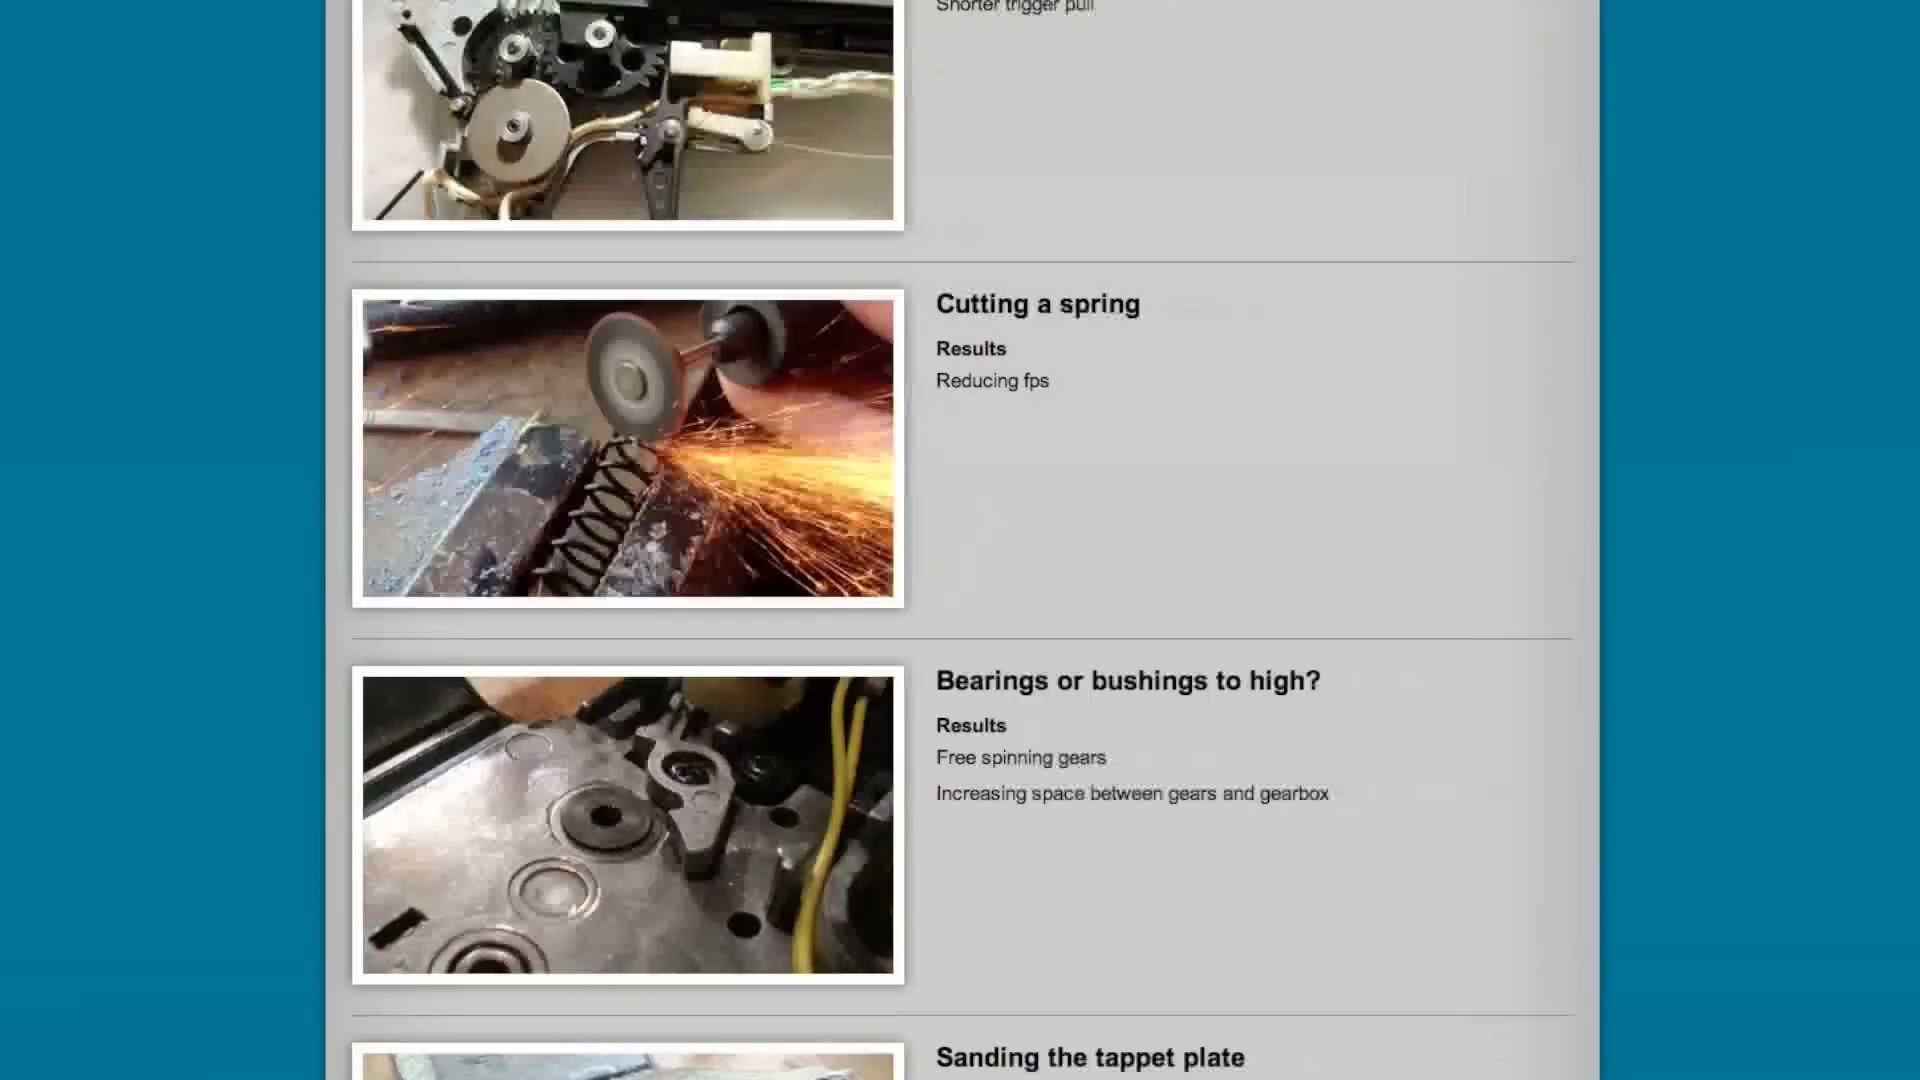 Shorter trigger pull
Cutting a spring
Results
Reducing fps
Bearings or bushings to high?
Results
Free spinning gears
Increasing space between gears and gearbox
Sanding the tappet plate